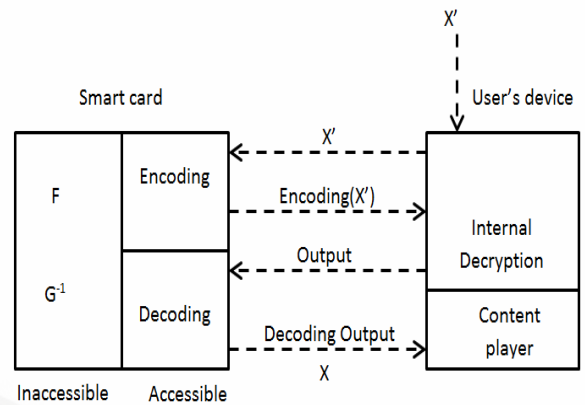 X'
Smart card
User's device
X'
Encoding
F
Encoding(X')
Internal
Decryption
Output
G-1
Decoding
Content
player
Decoding Output
X
Inaccessible
Accessible